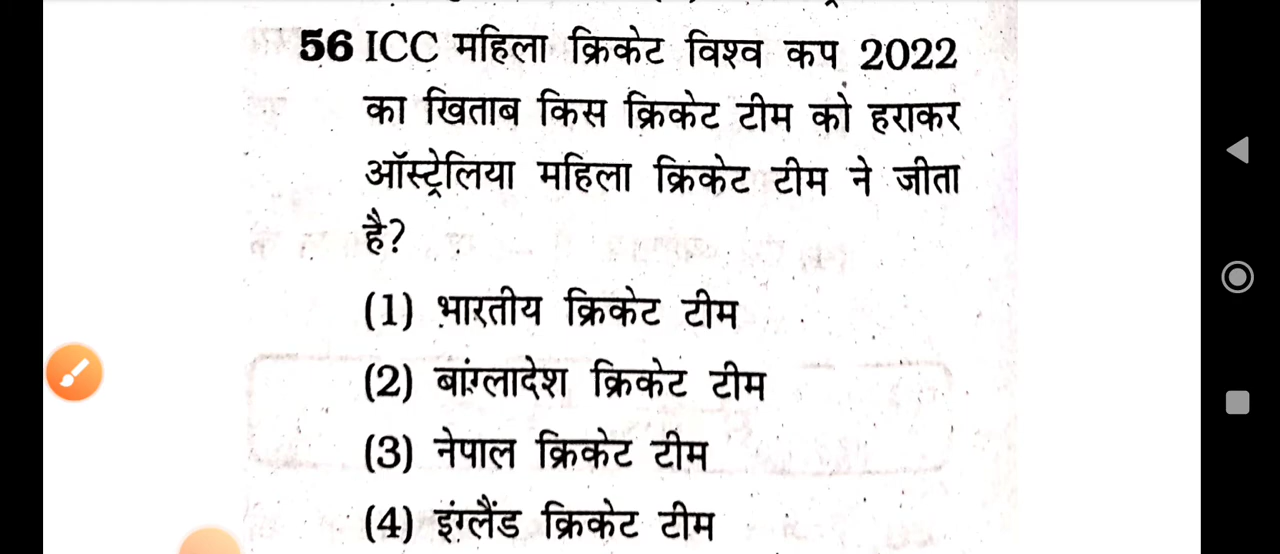 56 ICC महिला क्रिकेट विश्व कप 2022
का खिताब किस क्रिकेट टीम को हराकर
ऑस्ट्रेलिया महिला क्रिकेट टीम ने जीता
है?
(1) भारतीय क्रिकेट टीम
(2) बांग्लादेश क्रिकेट टीम
(3) नेपाल क्रिकेट टीम
(4) इंग्लैंड क्रिकेट टीम